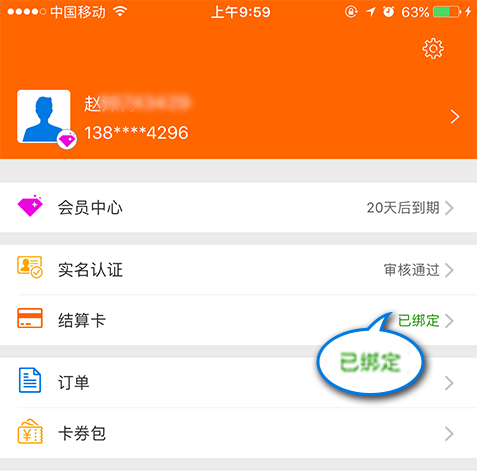 中国移动 上午9:59 63%
赵
138****4296
会员中心 20天后到期
实名认证 审核通过
结算卡 已绑定
已绑定
订单
卡券包